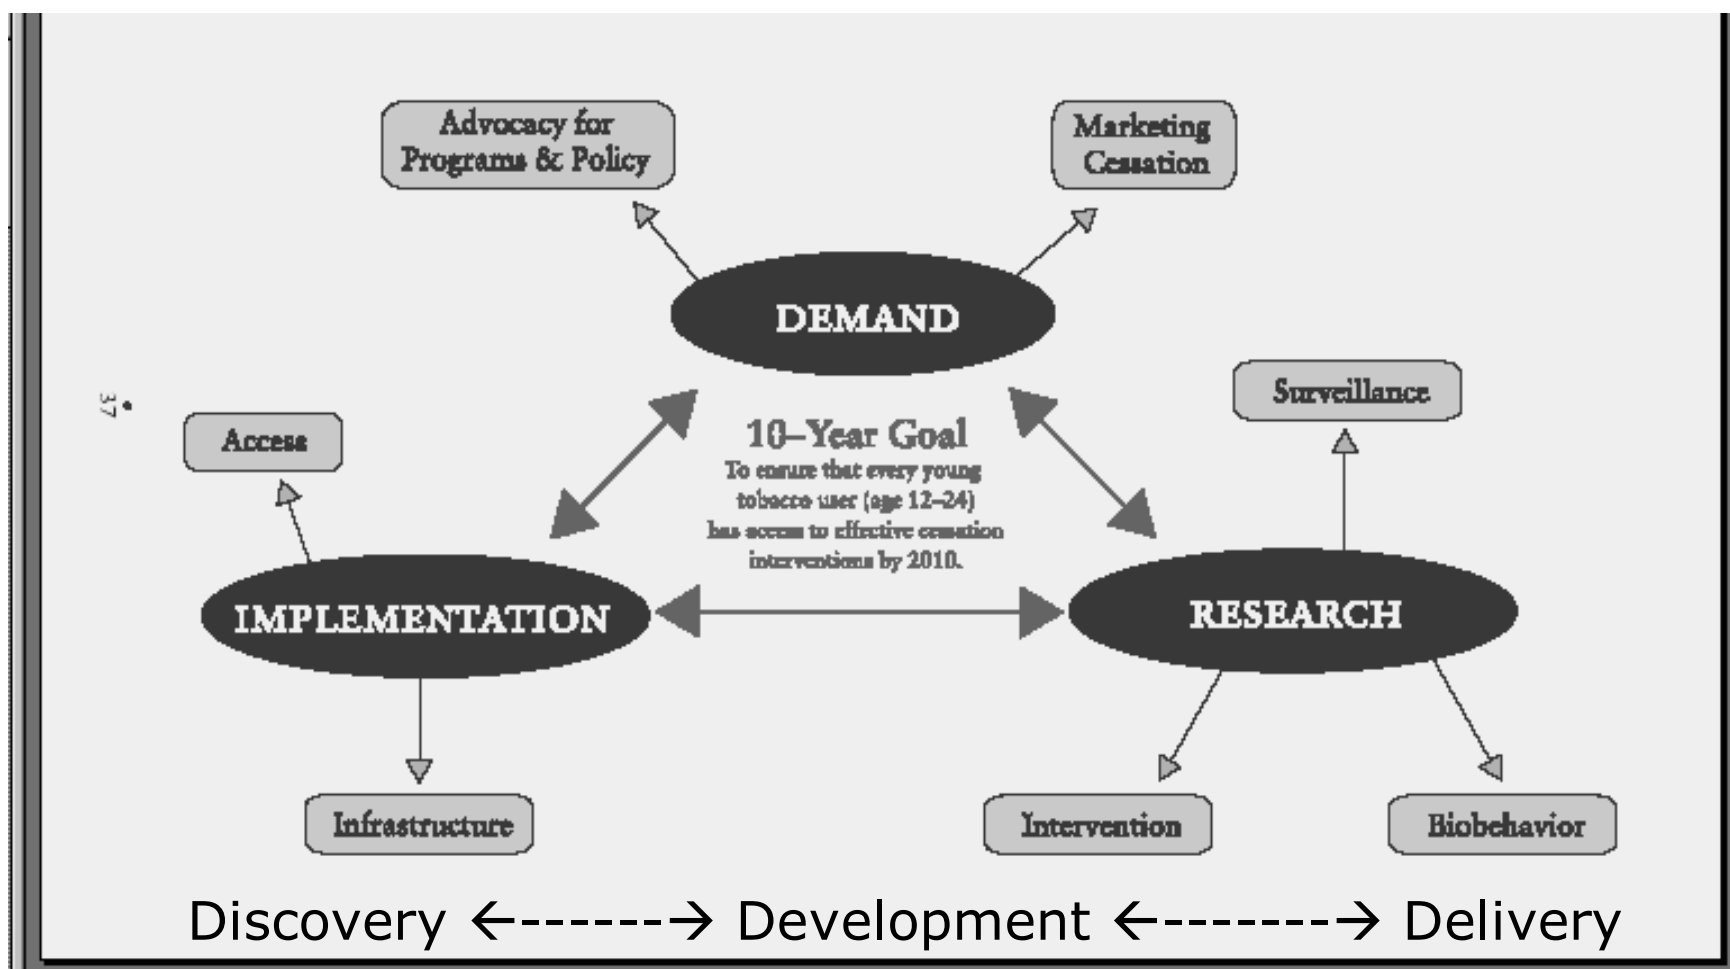 Advocacy for
Programs & Policy
Marketing
Cessation
DEMAND
Surveillance
37
Access
10–Year Goal
To ensure that every young
tobacco user (age 12–24)
has access to effective cessation
interventions by 2010.
IMPLEMENTATION
RESEARCH
Infrastructure
Intervention
Biobehavior
Discovery ←------→ Development ←-------→ Delivery